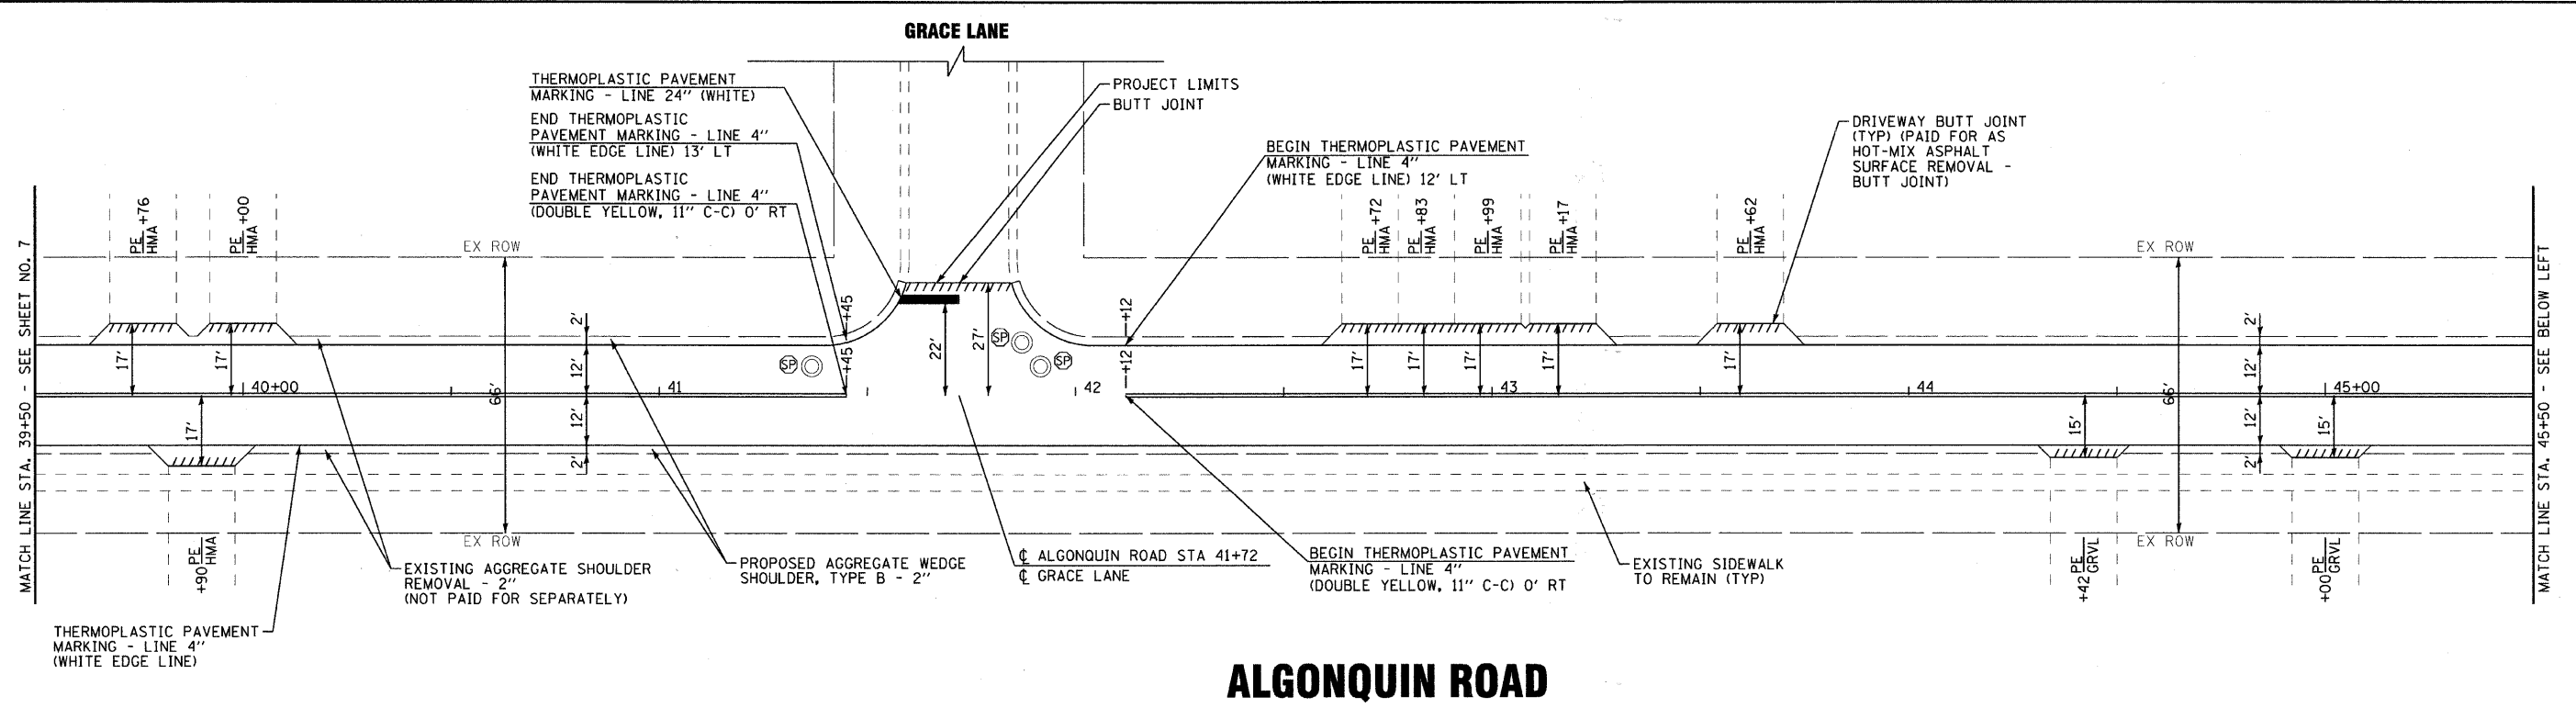 GRACE LANE
THERMOPLASTIC PAVEMENT
MARKING - LINE 24" (WHITE)
END THERMOPLASTIC
PAVEMENT MARKING - LINE 4"
(WHITE EDGE LINE) 13' LT
END THERMOPLASTIC
PAVEMENT MARKING - LINE 4"
(DOUBLE YELLOW, 11" C-C) 0' RT
PROJECT LIMITS
BUTT JOINT
BEGIN THERMOPLASTIC PAVEMENT
MARKING - LINE 4"
(WHITE EDGE LINE) 12' LT
DRIVEWAY BUTT JOINT
(TYP) (PAID FOR AS
HOT-MIX ASPHALT
SURFACE REMOVAL -
BUTT JOINT)
MATCH LINE STA. 39+50 - SEE SHEET NO. 7
PE
HMA +76
PE
HMA +00
EX ROW
PE
HMA +72
PE
HMA +83
PE
HMA +99
PE
HMA +17
PE
HMA +62
EX ROW
MATCH LINE STA. 45+50 - SEE BELOW LEFT
17'
17'
2'
12'
66'
+45
+45
SP
22'
27'
SP
SP
+12
+12
17'
17'
17'
17'
17'
2'
12'
66'
40+00
41
42
43
44
45+00
17'
12'
2'
15'
12'
2'
15'
EX ROW
EX ROW
+90 PE
HMA
+42 PE
GRVL
+00 PE
GRVL
EXISTING AGGREGATE SHOULDER
REMOVAL - 2"
(NOT PAID FOR SEPARATELY)
PROPOSED AGGREGATE WEDGE
SHOULDER, TYPE B - 2"
℄ ALGONQUIN ROAD STA 41+72
℄ GRACE LANE
BEGIN THERMOPLASTIC PAVEMENT
MARKING - LINE 4"
(DOUBLE YELLOW, 11" C-C) 0' RT
EXISTING SIDEWALK
TO REMAIN (TYP)
THERMOPLASTIC PAVEMENT
MARKING - LINE 4"
(WHITE EDGE LINE)
ALGONQUIN ROAD